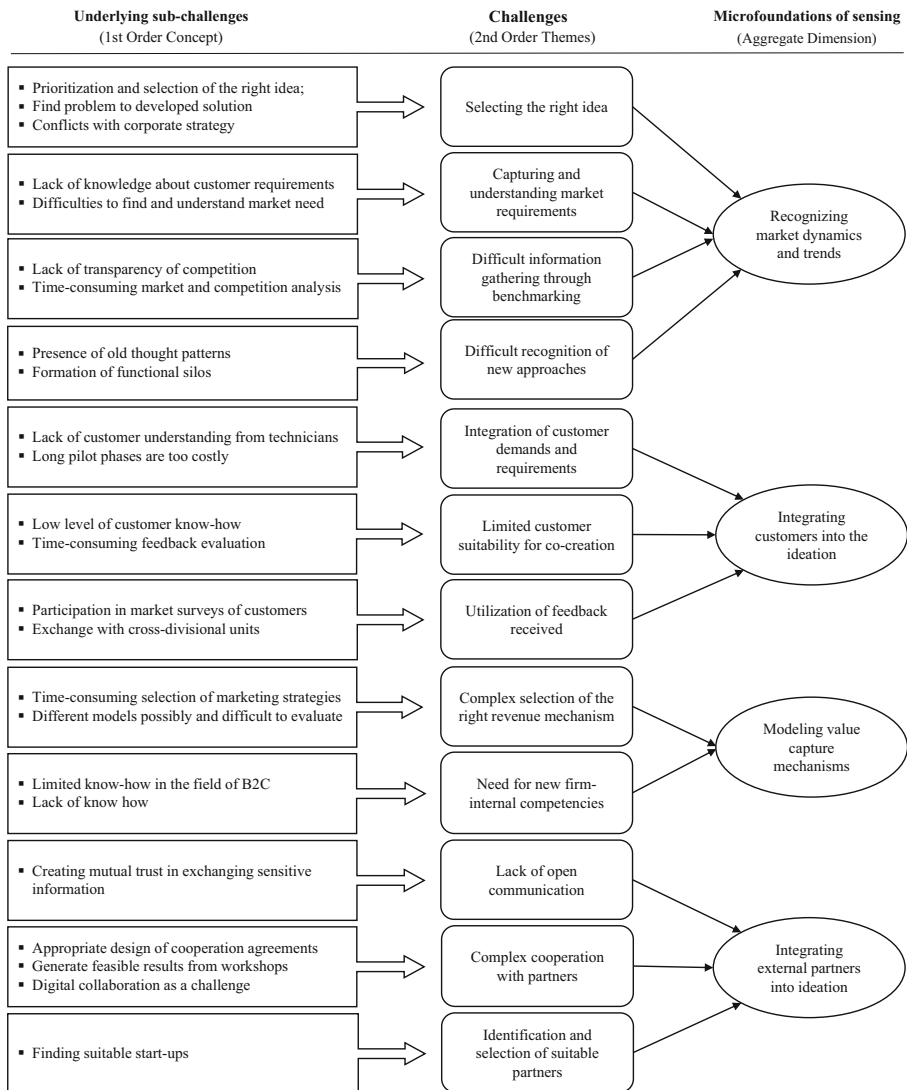 Underlying sub-challenges
(1st Order Concept)
Challenges
(2nd Order Themes)
Microfoundations of sensing
(Aggregate Dimension)
▪ Prioritization and selection of the right idea;
▪ Find problem to developed solution
▪ Conflicts with corporate strategy
Selecting the right idea
▪ Lack of knowledge about customer requirements
▪ Difficulties to find and understand market need
Capturing and
understanding market
requirements
▪ Lack of transparency of competition
▪ Time-consuming market and competition analysis
Difficult information
gathering through
benchmarking
▪ Presence of old thought patterns
▪ Formation of functional silos
Difficult recognition of
new approaches
Recognizing
market dynamics
and trends
▪ Lack of customer understanding from technicians
▪ Long pilot phases are too costly
Integration of customer
demands and
requirements
▪ Low level of customer know-how
▪ Time-consuming feedback evaluation
Limited customer
suitability for co-creation
▪ Participation in market surveys of customers
▪ Exchange with cross-divisional units
Utilization of feedback
received
Integrating
customers into the
ideation
▪ Time-consuming selection of marketing strategies
▪ Different models possibly and difficult to evaluate
Complex selection of the
right revenue mechanism
▪ Limited know-how in the field of B2C
▪ Lack of know how
Need for new firm-
internal competencies
Modeling value
capture
mechanisms
▪ Creating mutual trust in exchanging sensitive
information
Lack of open
communication
▪ Appropriate design of cooperation agreements
▪ Generate feasible results from workshops
▪ Digital collaboration as a challenge
Complex cooperation
with partners
▪ Finding suitable start-ups
Identification and
selection of suitable
partners
Integrating
external partners
into ideation